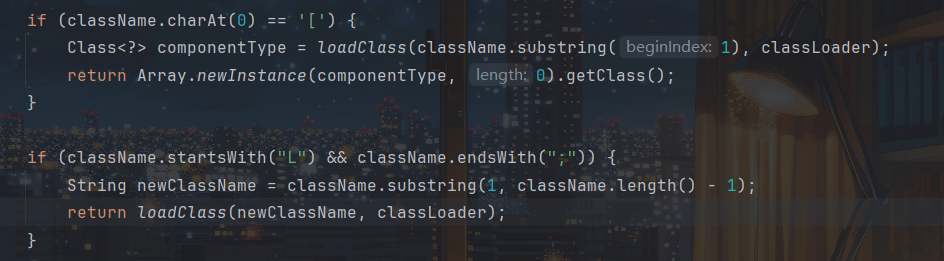 if (className.charAt(0) == '[') {
    Class<?> componentType = loadClass(className.substring( beginIndex: 1), classLoader);
    return Array.newInstance(componentType, length: 0).getClass();
}

if (className.startsWith("L") && className.endsWith(";")) {
    String newClassName = className.substring(1, className.length() - 1);
    return loadClass(newClassName, classLoader);
}